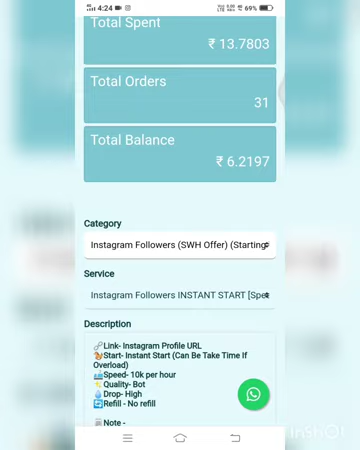 4:24
69%
Total Spent
₹ 13.7803
Total Orders
31
Total Balance
₹ 6.2197
Category
Instagram Followers (SWH Offer) (Starting
Service
Instagram Followers INSTANT START [Spe
Description
Link- Instagram Profile URL
Start- Instant Start (Can Be Take Time If
Overload)
Speed- 10k per hour
Quality- Bot
Drop- High
Refill - No refill
Note -
InShOt